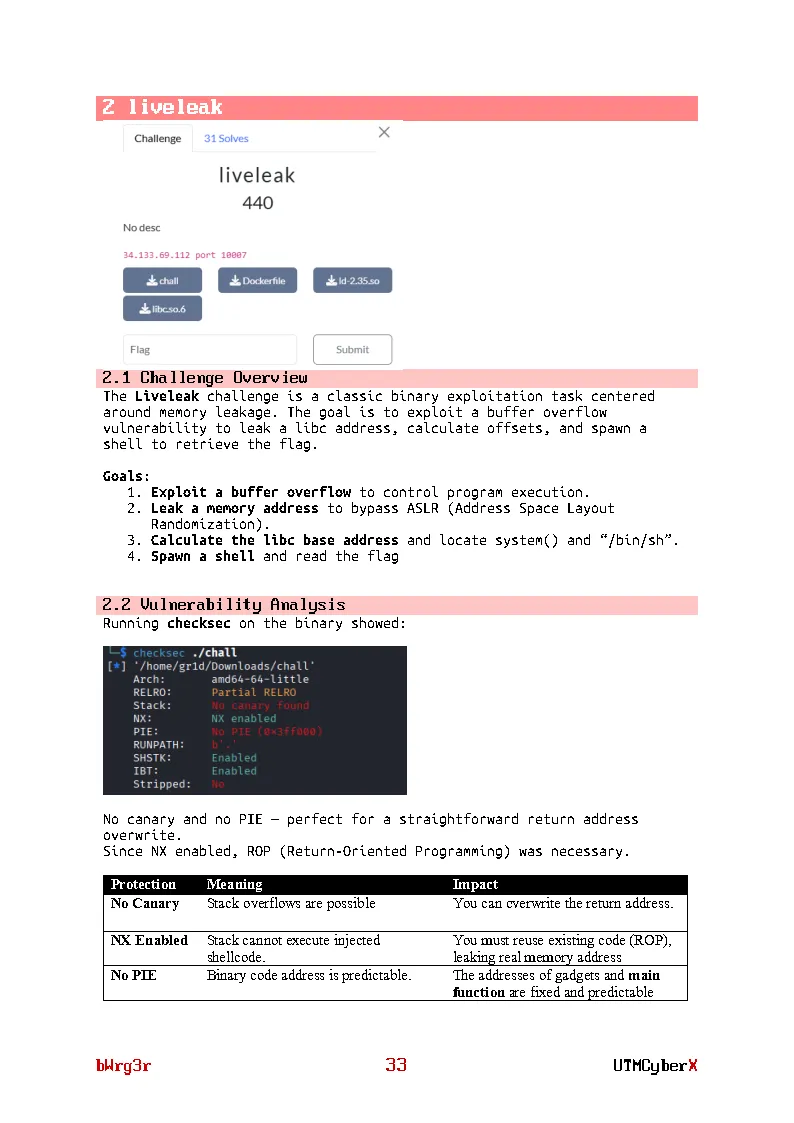 2 liveleak
Challenge
31 Solves
×
liveleak
440
No desc
34.133.69.112 port 10007
chall
Dockerfile
ld-2.35.so
libc.so.6
Flag
Submit
2.1 Challenge Overview
The Liveleak challenge is a classic binary exploitation task centered
around memory leakage. The goal is to exploit a buffer overflow
vulnerability to leak a libc address, calculate offsets, and spawn a
shell to retrieve the flag.
Goals:
1. Exploit a buffer overflow to control program execution.
2. Leak a memory address to bypass ASLR (Address Space Layout
Randomization).
3. Calculate the libc base address and locate system() and “/bin/sh”.
4. Spawn a shell and read the flag
2.2 Vulnerability Analysis
Running checksec on the binary showed:
└─$ checksec ./chall
[*] '/home/gr1d/Downloads/chall'
Arch: amd64-64-little
RELRO: Partial RELRO
Stack: No canary found
NX: NX enabled
PIE: No PIE (0x3ff000)
RUNPATH: b'.'
SHSTK: Enabled
IBT: Enabled
Stripped: No
No canary and no PIE — perfect for a straightforward return address
overwrite.
Since NX enabled, ROP (Return-Oriented Programming) was necessary.
Protection Meaning Impact
No Canary Stack overflows are possible You can overwrite the return address.
NX Enabled Stack cannot execute injected You must reuse existing code (ROP),
shellcode. leaking real memory address
No PIE Binary code address is predictable. The addresses of gadgets and main
function are fixed and predictable
bWrg3r 33 UTMCyberX